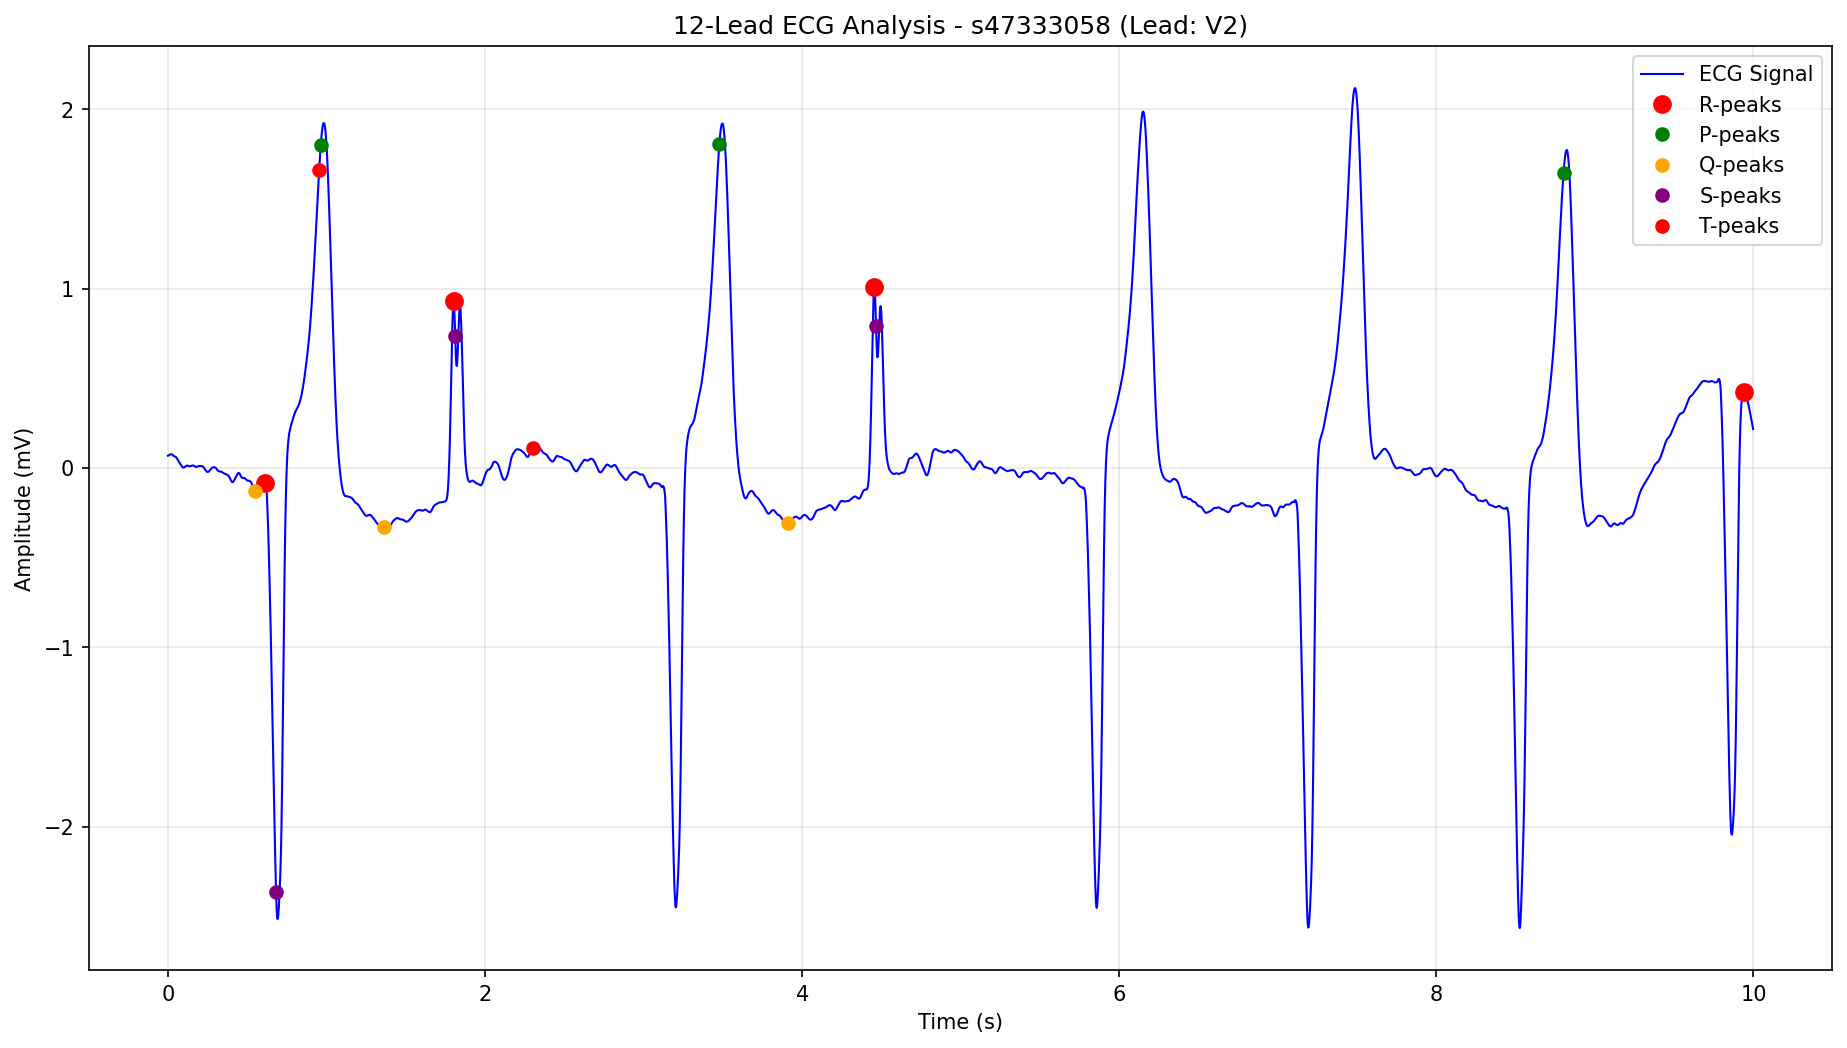 12-Lead ECG Analysis - s47333058 (Lead: V2)
ECG Signal
R-peaks
P-peaks
Q-peaks
S-peaks
T-peaks
Amplitude (mV)
2
1
0
−1
−2
0 2 4 6 8 10
Time (s)